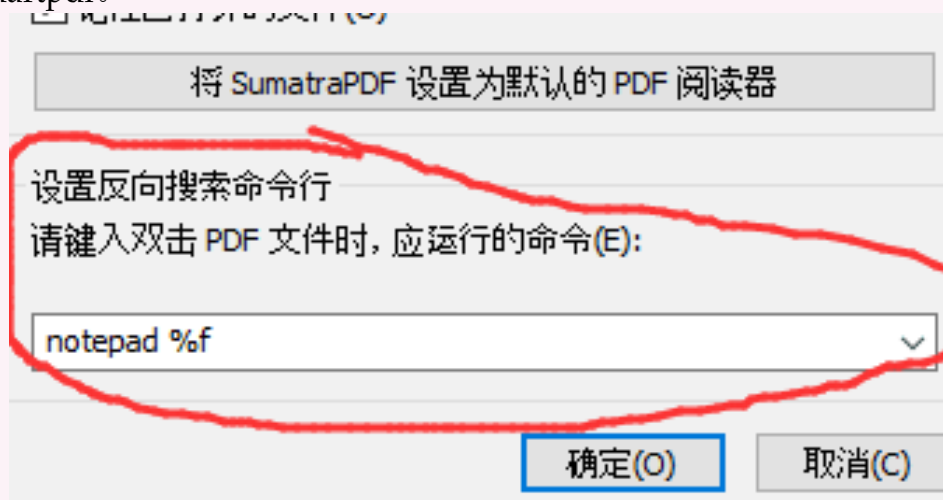 将 SumatraPDF 设置为默认的 PDF 阅读器
设置反向搜索命令行
请键入双击 PDF 文件时, 应运行的命令(E):
notepad %f
确定(O)
取消(C)